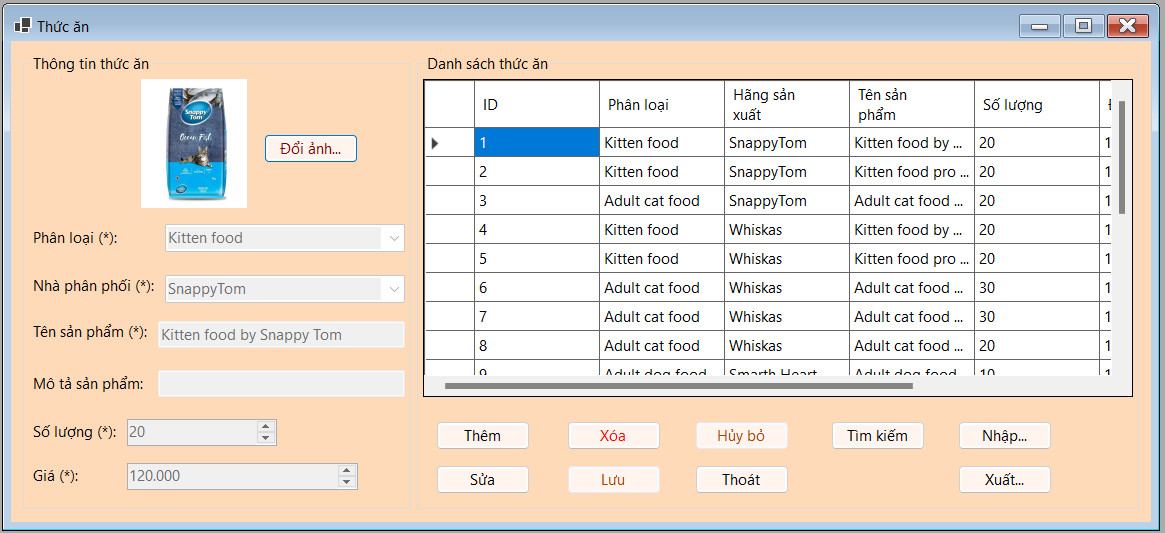 Thức ăn
Thông tin thức ăn
Snappy
Tom
Ocean Fish
Đổi ảnh...
Phân loại (*):
Kitten food
Nhà phân phối (*):
SnappyTom
Tên sản phẩm (*):
Kitten food by Snappy Tom
Mô tả sản phẩm:
Số lượng (*):
20
Giá (*):
120.000
Danh sách thức ăn
ID Phân loại Hãng sản xuất Tên sản phẩm Số lượng
1 Kitten food SnappyTom Kitten food by ... 20 1
2 Kitten food SnappyTom Kitten food pro ... 20 1
3 Adult cat food SnappyTom Adult cat food ... 20 1
4 Kitten food Whiskas Kitten food by ... 20 1
5 Kitten food Whiskas Kitten food pro ... 20 1
6 Adult cat food Whiskas Adult cat food ... 30 1
7 Adult cat food Whiskas Adult cat food ... 30 1
8 Adult cat food Whiskas Adult cat food ... 20 1
9 Adult dog food Smarth Heart Adult dog food 10
Thêm Xóa Hủy bỏ Tìm kiếm Nhập...
Sửa Lưu Thoát Xuất...